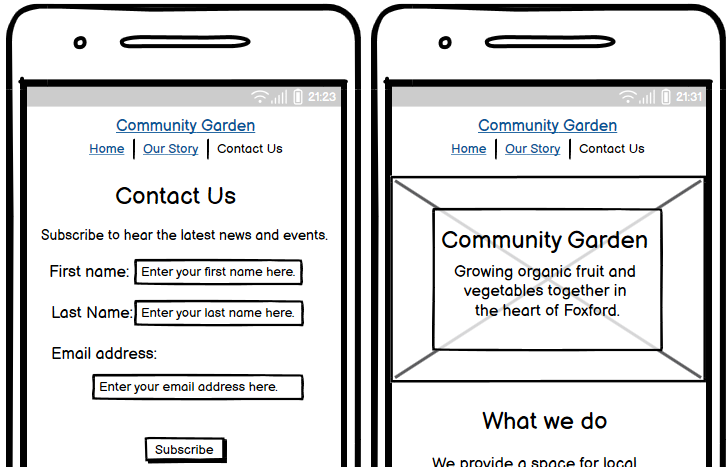 21:23
Community Garden
Home | Our Story | Contact Us
Contact Us
Subscribe to hear the latest news and events.
First name: Enter your first name here.
Last Name: Enter your last name here.
Email address:
Enter your email address here.
Subscribe
21:31
Community Garden
Home | Our Story | Contact Us
Community Garden
Growing organic fruit and
vegetables together in
the heart of Foxford.
What we do
We provide a space for local